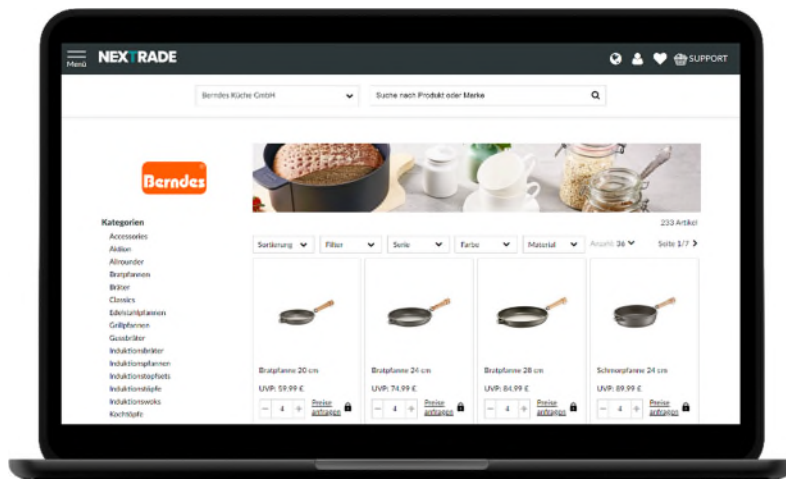 NEXTRADE
Menü
SUPPORT
Berndes Küche GmbH
Suche nach Produkt oder Marke
Berndes
®
233 Artikel
Kategorien
Accessories
Aktion
Allrounder
Bratpfannen
Bräter
Classics
Edelstahlpfannen
Grillpfannen
Gussbräter
Induktionsbräter
Induktionspfannen
Induktionstopfsets
Induktionstöpfe
Induktionswoks
Kochtöpfe
Sortierung
Filter
Serie
Farbe
Material
Anzahl: 36
Seite 1/7
Bratpfanne 20 cm
UVP: 59,99 €
- 4 +
Preise
anfragen
Bratpfanne 24 cm
UVP: 74,99 €
- 4 +
Preise
anfragen
Bratpfanne 28 cm
UVP: 84,99 €
- 4 +
Preise
anfragen
Schmorpfanne 24 cm
UVP: 89,99 €
- 4 +
Preise
anfragen